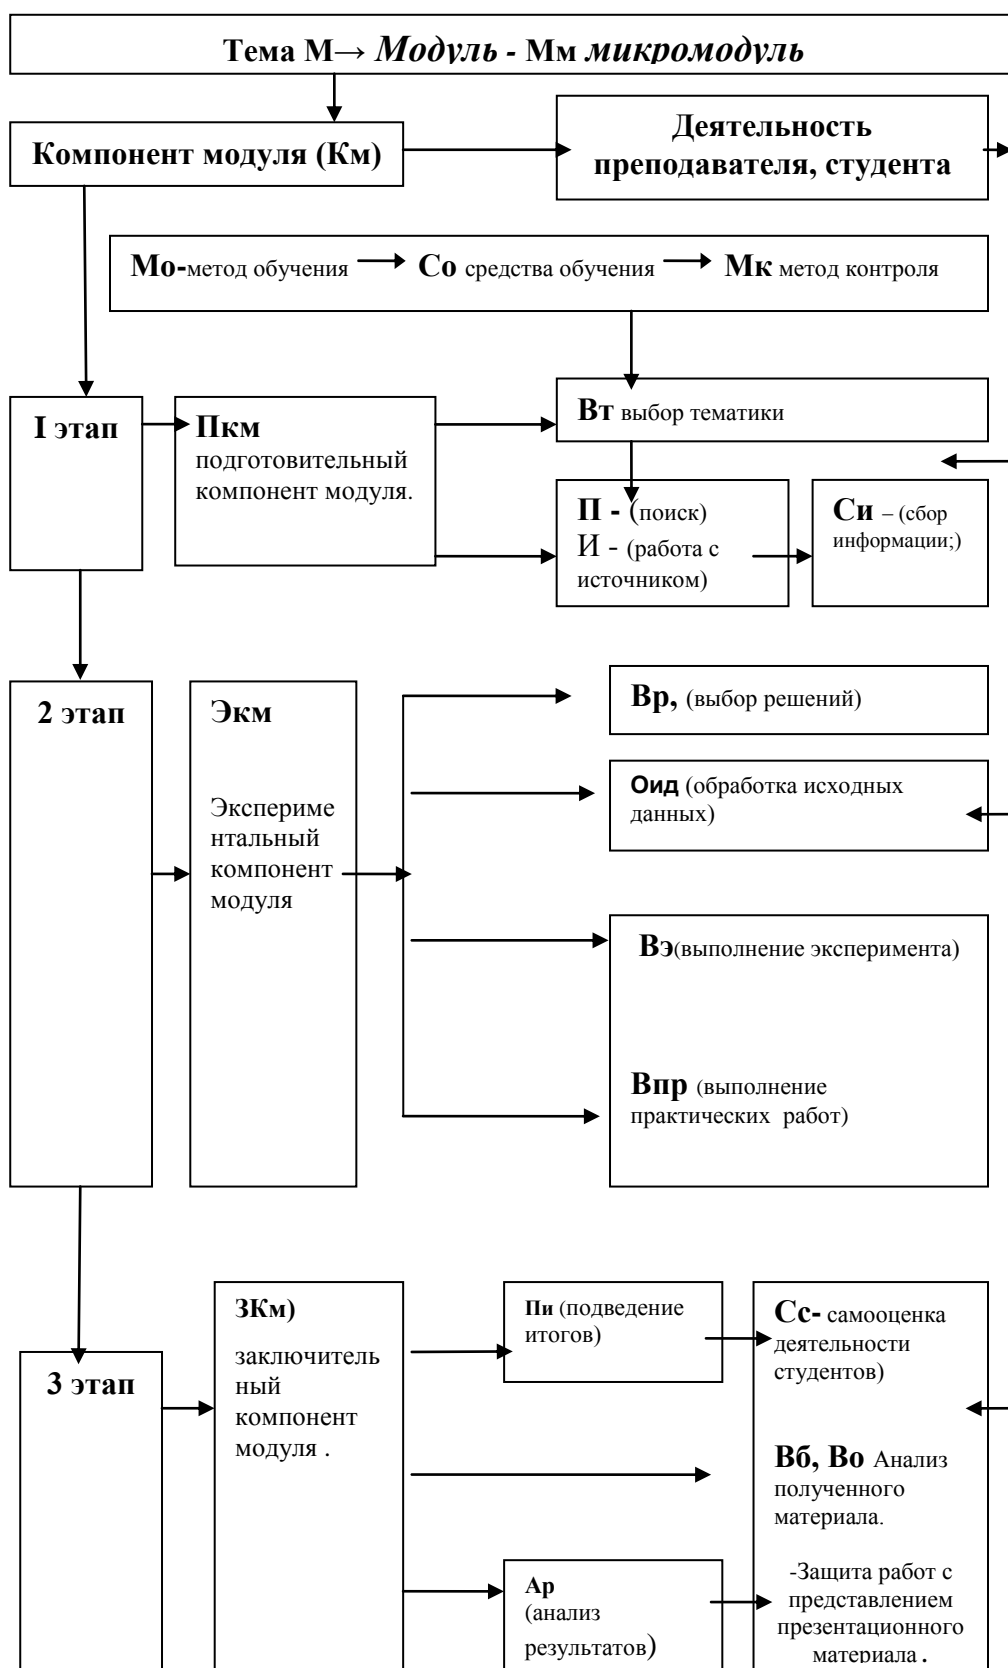 Тема М→ Модуль - Мм микромодуль
Компонент модуля (Км)
Деятельность
преподавателя, студента
Мо-метод обучения → Со средства обучения → Мк метод контроля
I этап
Пкм
подготовительный
компонент модуля.
Вт выбор тематики
П - (поиск)
И - (работа с
источником)
Си – (сбор
информации;)
2 этап
Экм
Экспериме
нтальный
компонент
модуля
Вр, (выбор решений)
Оид (обработка исходных
данных)
Вэ(выполнение эксперимента)
Впр (выполнение
практических работ)
3 этап
ЗКм)
заключитель
ный
компонент
модуля .
Пи (подведение
итогов)
Сс- самооценка
деятельности
студентов)
Вб, Во Анализ
полученного
материала.
Ар
(анализ
результатов)
-Защита работ с
представлением
презентационного
материала.